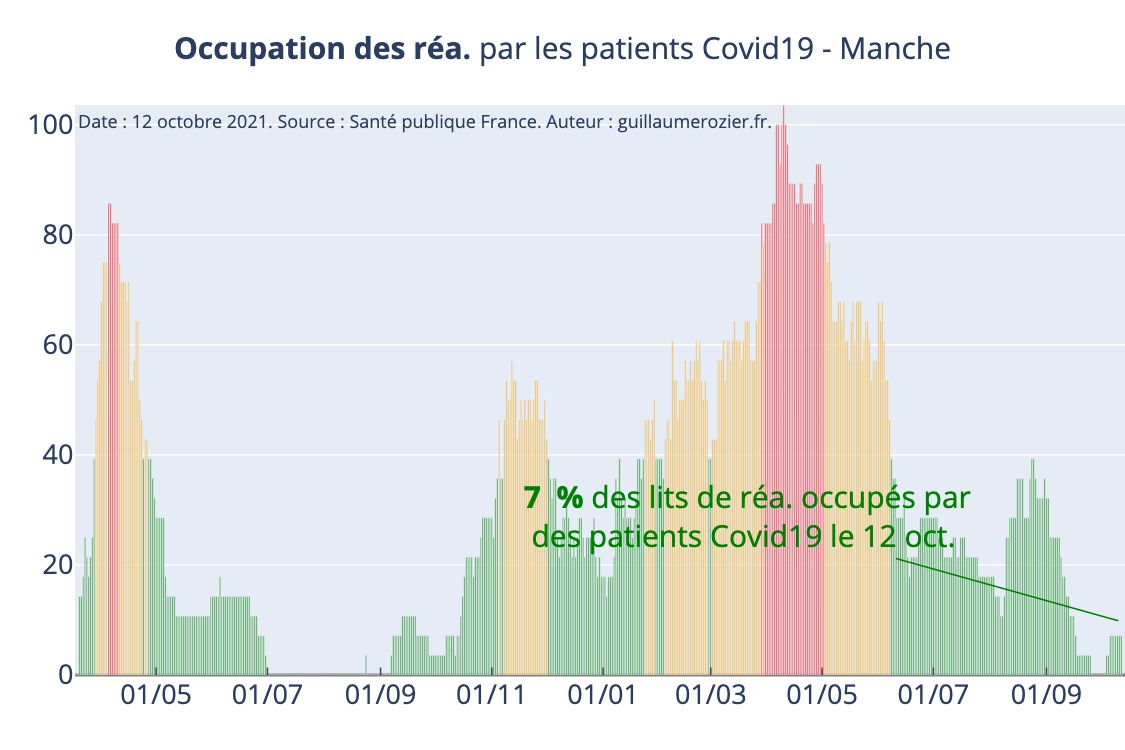 Occupation des réa. par les patients Covid19 - Manche
Date : 12 octobre 2021. Source : Santé publique France. Auteur : guillaumerozier.fr.
100
80
60
40
20
0
7 % des lits de réa. occupés par
des patients Covid19 le 12 oct.
01/05 01/07 01/09 01/11 01/01 01/03 01/05 01/07 01/09